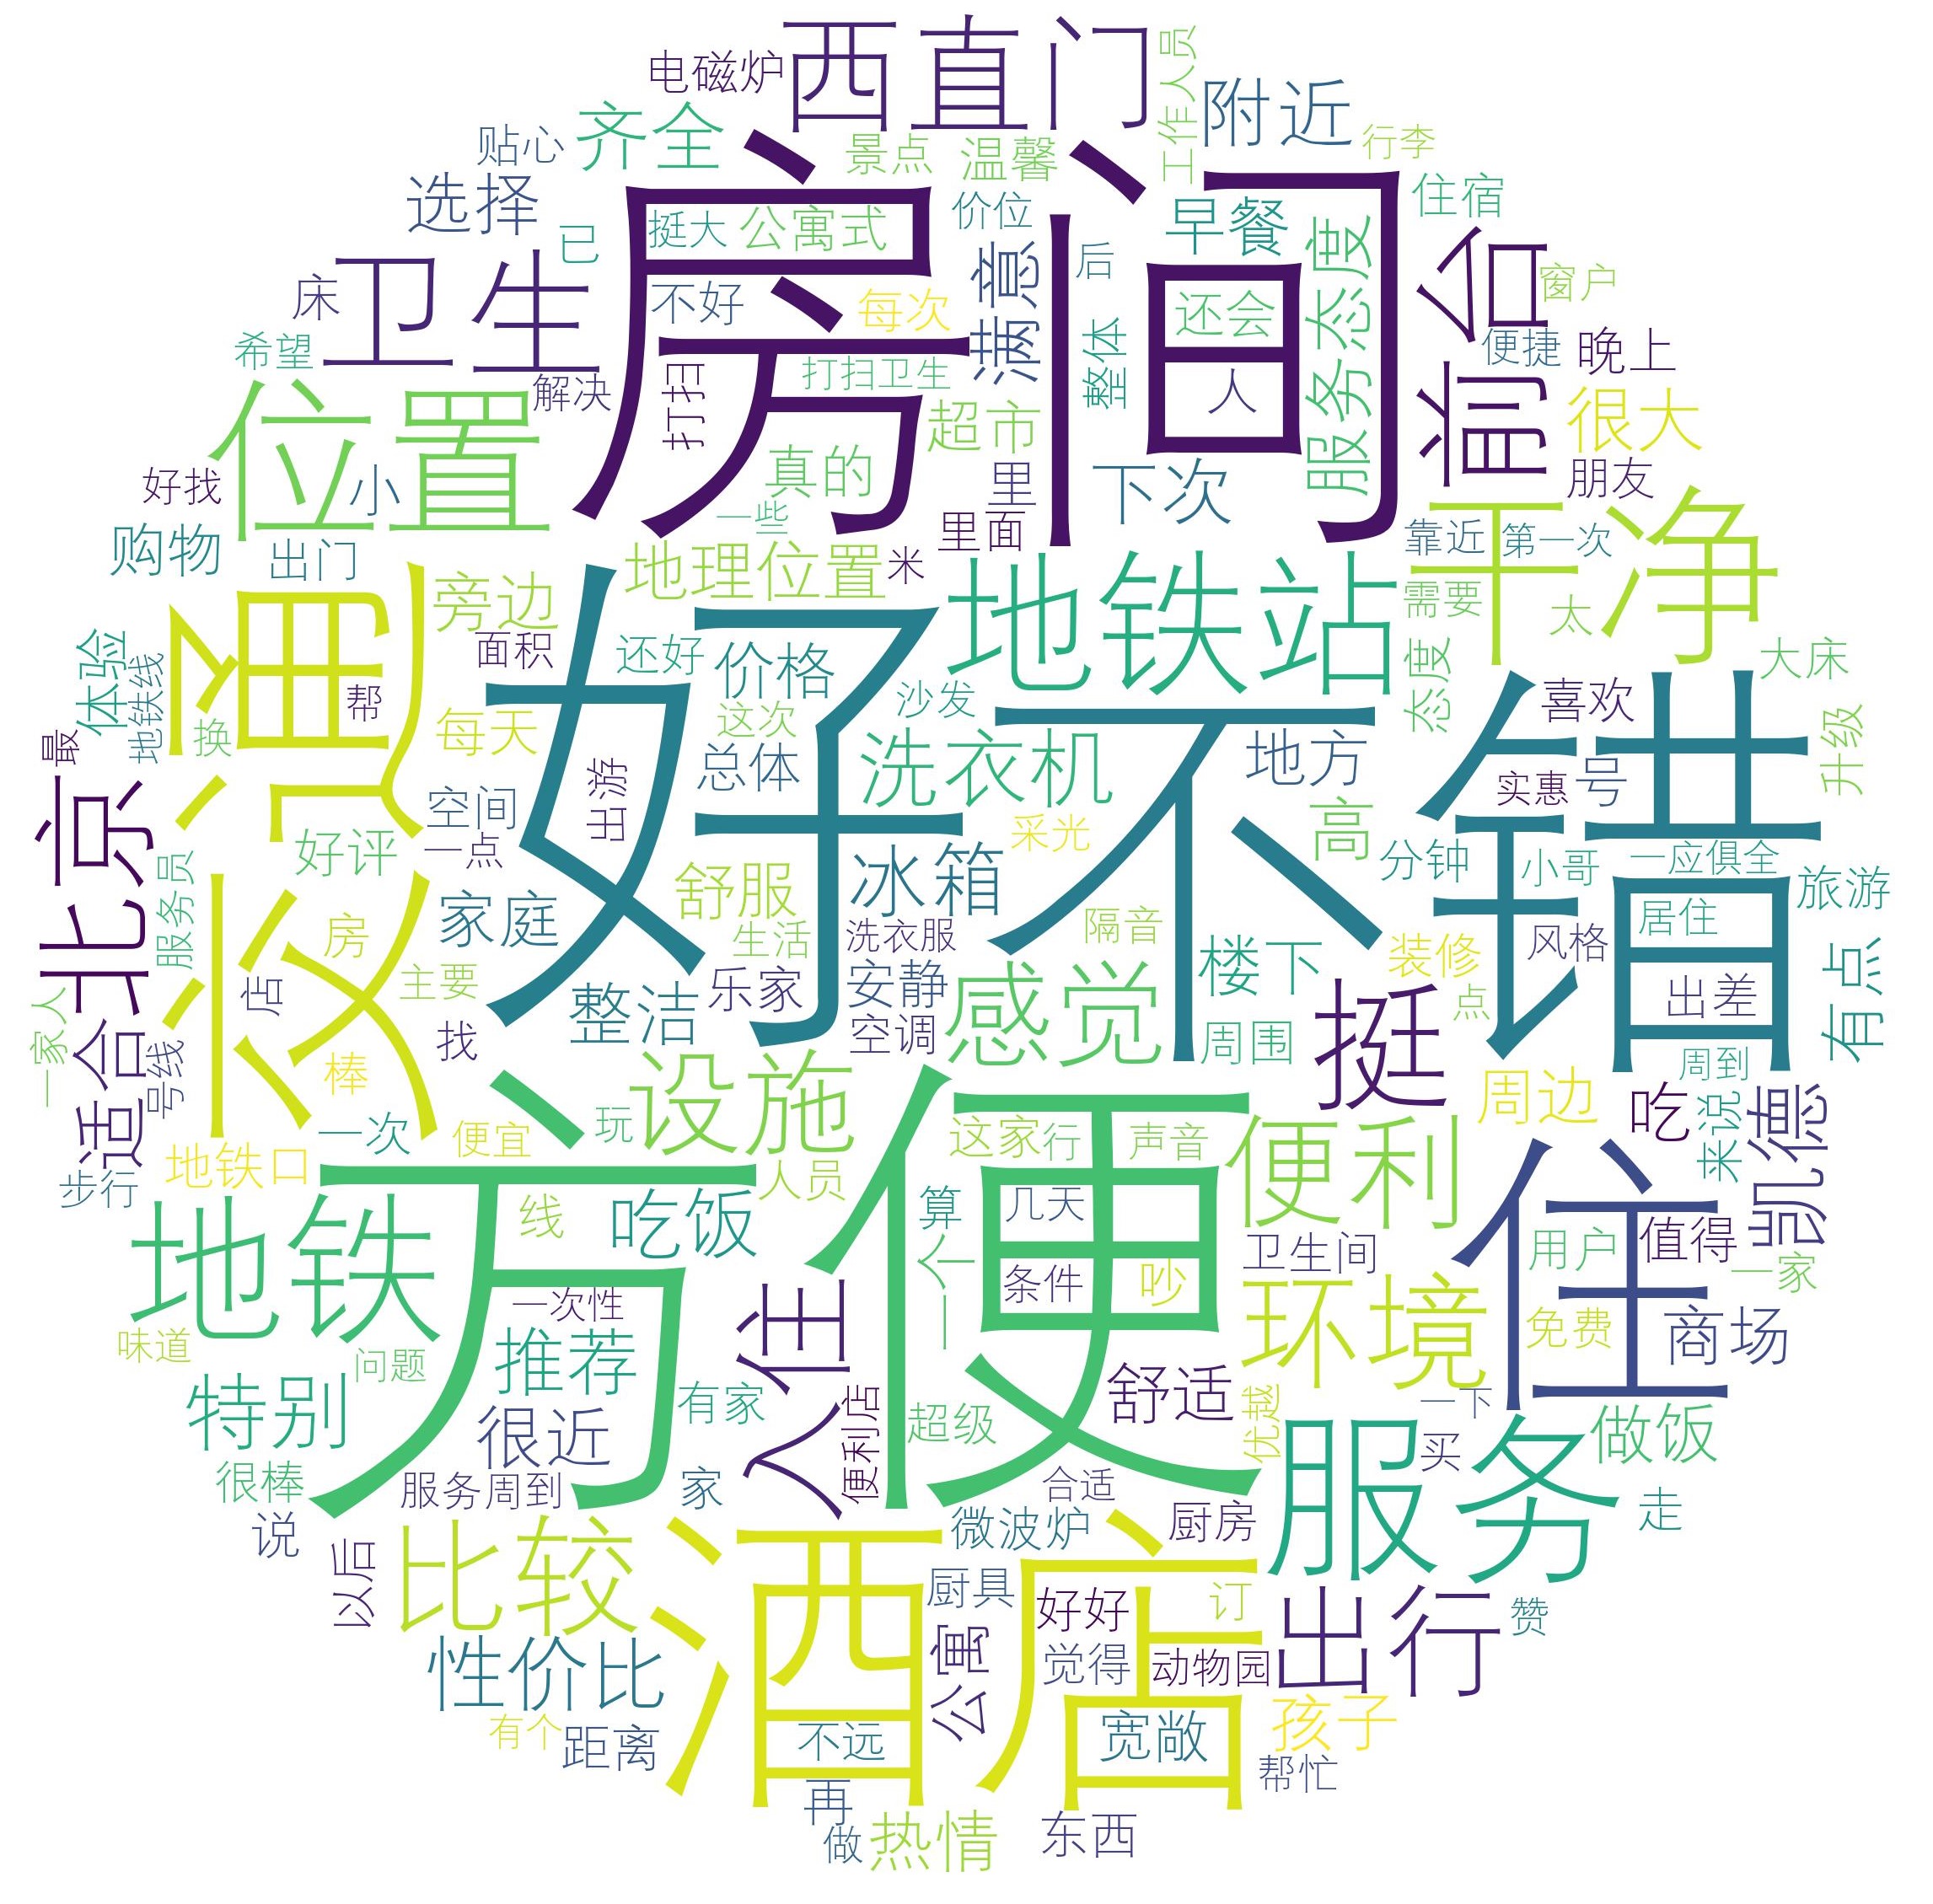 西直门
电磁炉
工作人员
附近
齐全
贴心
景点
温馨
行李
选择
房间
价位
早餐
住宿
已
挺大
公寓式
满意
后
服务态度
前台
卫生
床
不好
每次
还会
窗户
希望
解决
打扫
打扫卫生
整体
人
便捷
晚上
位置
超市
很大
好找
小
真的
里
下次
朋友
购物
出门
一些
里面
干净
靠近
第一次
旁边
地理位置
米
地铁站
需要
太
交通
好
不错
体验
地铁线
面积
还好
价格
态度
大床
最
换
帮
每天
这次
沙发
喜欢
升级
总体
洗衣机
地方
北京
出游
实惠
号
空间
一点
采光
高
好评
冰箱
分钟
小哥
一应俱全
服务员
家庭
舒服
旅游
房
生活
洗衣服
隔音
居住
店
主要
乐家
安静
楼下
装修
风格
有点
一家人
整洁
感觉
出差
点
适合
号线
找
空调
周围
挺
棒
设施
周到
周边
吃
凯德
方便
地铁口
一次
便宜
玩
这家
行
声音
便利
来说
步行
人员
住
地铁
线
吃饭
算
几天
一个
卫生间
用户
值得
一家
一次性
入住
条件
吵
环境
免费
商场
味道
问题
推荐
特别
有家
舒适
优越
一下
很近
便利店
超级
服务
买
做饭
很棒
服务周到
家
合适
说
酒店
微波炉
厨房
走
以后
比较
厨具
好好
订
出行
赞
性价比
公寓
觉得
动物园
有个
距离
不远
宽敞
孩子
帮忙
再
做
热情
东西